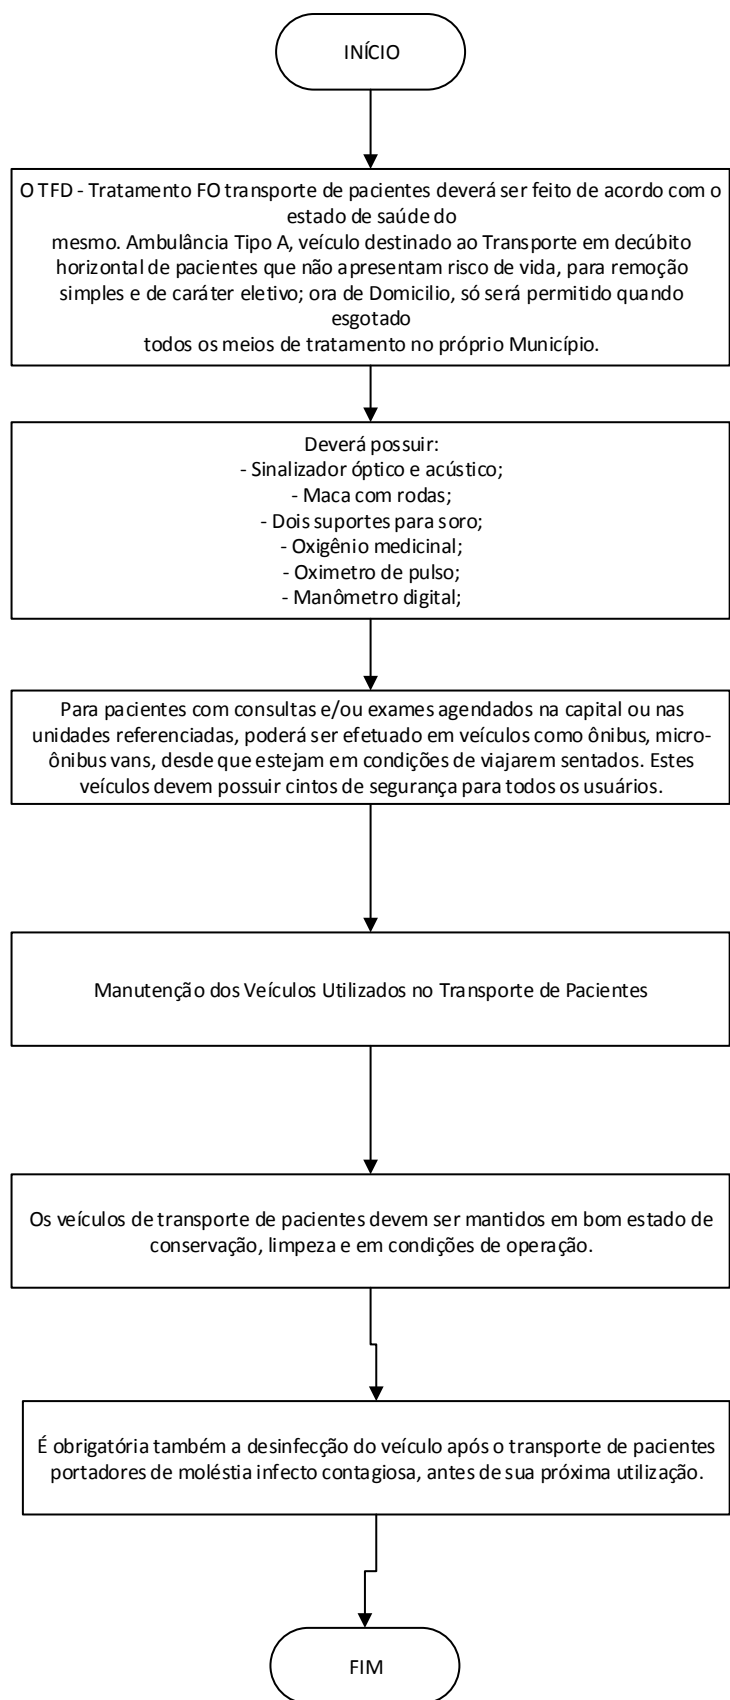 INÍCIO
O TFD - Tratamento FO transporte de pacientes deverá ser feito de acordo com o
estado de saúde do
mesmo. Ambulância Tipo A, veículo destinado ao Transporte em decúbito
horizontal de pacientes que não apresentam risco de vida, para remoção
simples e de caráter eletivo; ora de Domicilio, só será permitido quando
esgotado
todos os meios de tratamento no próprio Município.
Deverá possuir:
- Sinalizador óptico e acústico;
- Maca com rodas;
- Dois suportes para soro;
- Oxigênio medicinal;
- Oximetro de pulso;
- Manômetro digital;
Para pacientes com consultas e/ou exames agendados na capital ou nas
unidades referenciadas, poderá ser efetuado em veículos como ônibus, micro-
ônibus vans, desde que estejam em condições de viajarem sentados. Estes
veículos devem possuir cintos de segurança para todos os usuários.
Manutenção dos Veículos Utilizados no Transporte de Pacientes
Os veículos de transporte de pacientes devem ser mantidos em bom estado de
conservação, limpeza e em condições de operação.
É obrigatória também a desinfecção do veículo após o transporte de pacientes
portadores de moléstia infecto contagiosa, antes de sua próxima utilização.
FIM